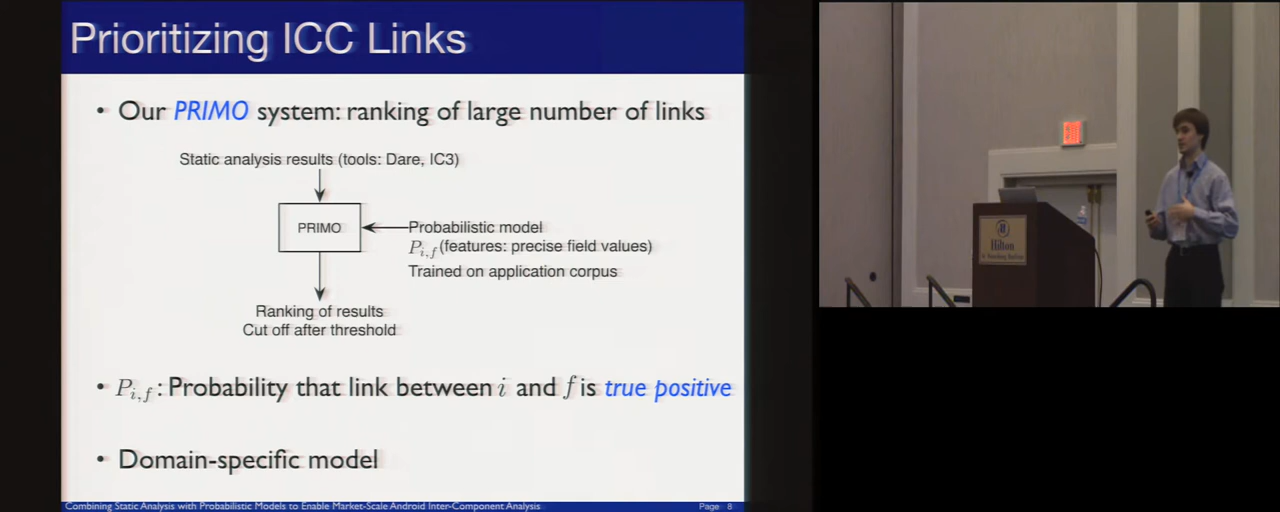 Prioritizing ICC Links
• Our PRIMO system: ranking of large number of links
Static analysis results (tools: Dare, IC3)
PRIMO
Probabilistic model
P_{i,f}(features: precise field values)
Trained on application corpus
Ranking of results
Cut off after threshold
• P_{i,f}: Probability that link between i and f is true positive
• Domain-specific model
Combining Static Analysis with Probabilistic Models to Enable Market-Scale Android Inter-Component Analysis
Page 8
Hilton